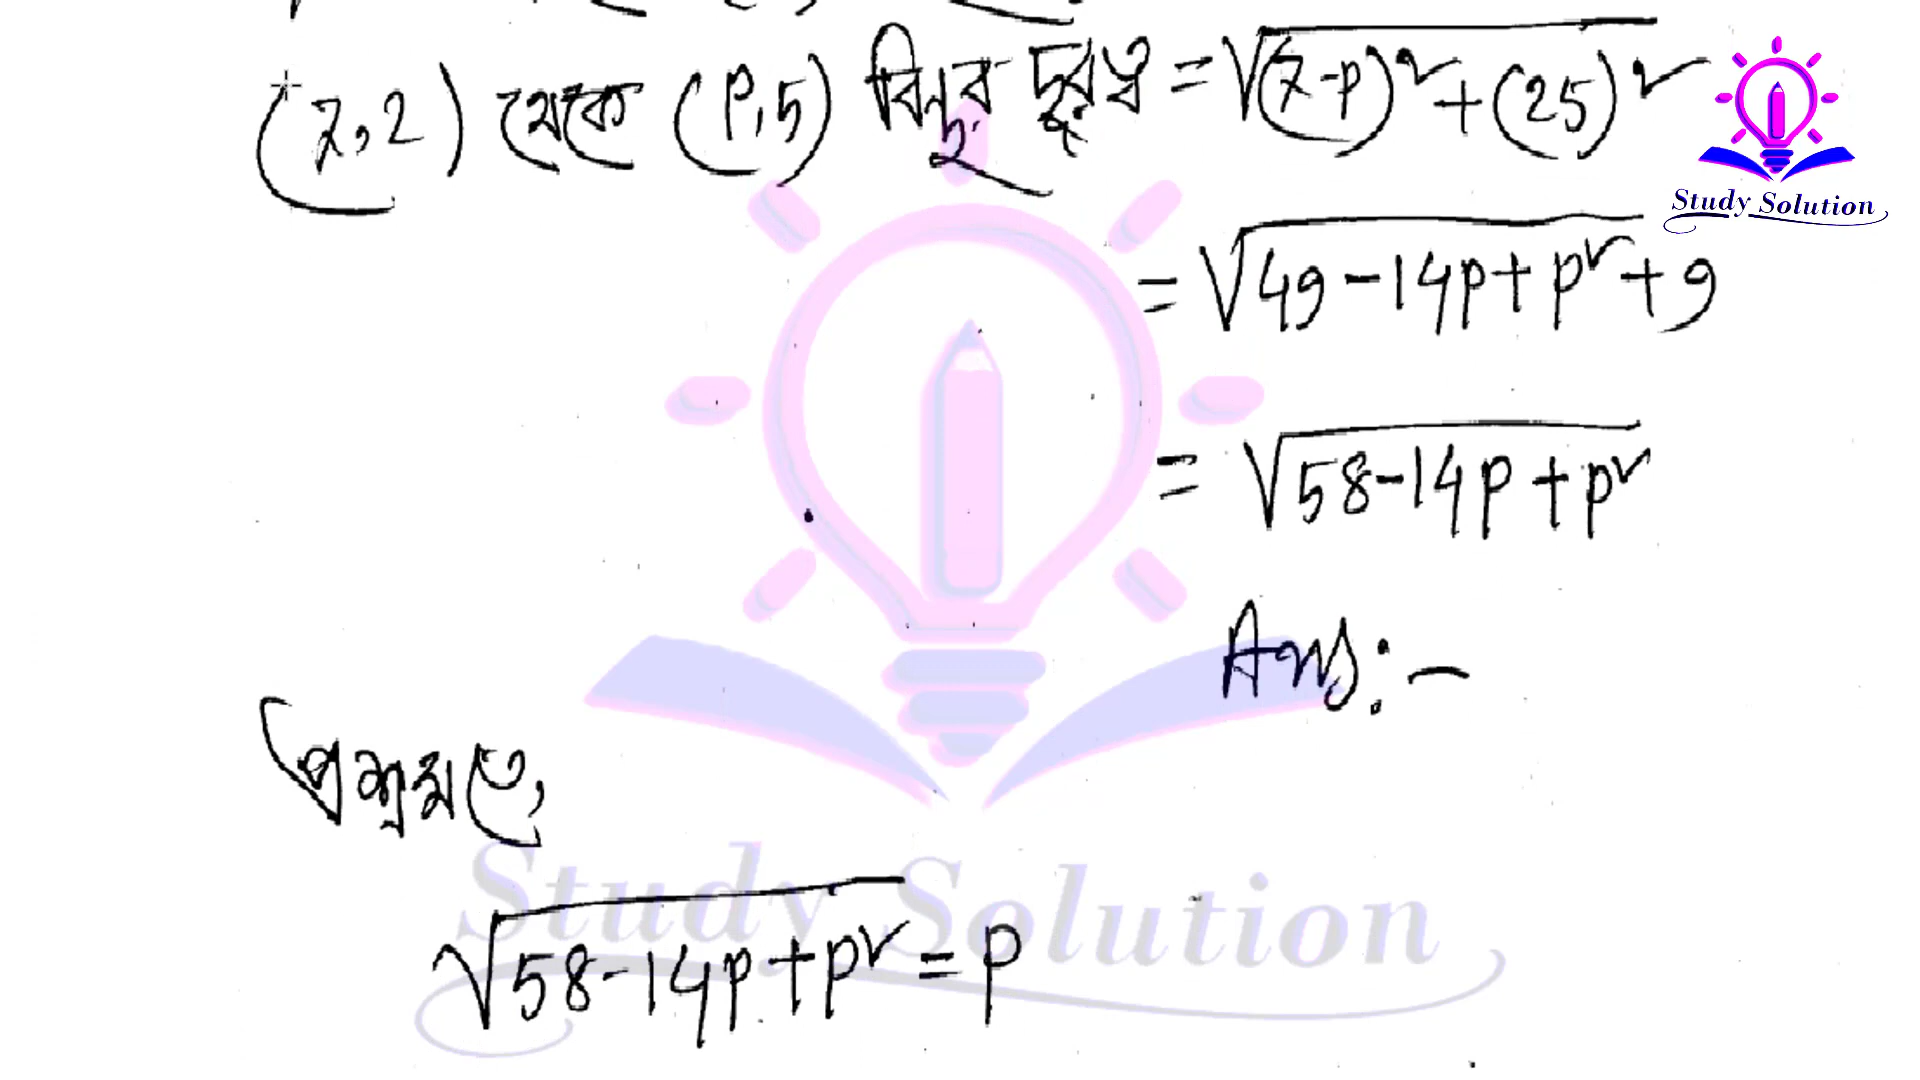 (7,2) থেকে (P,5) বিন্দুর দূরত্ব = √(7-p)² + (25)²
Study Solution
= √49-14p+p²+9
= √58-14p+p²
Ans:-
প্রশ্নমতে,
Study Solution
√58-14p+p² = p